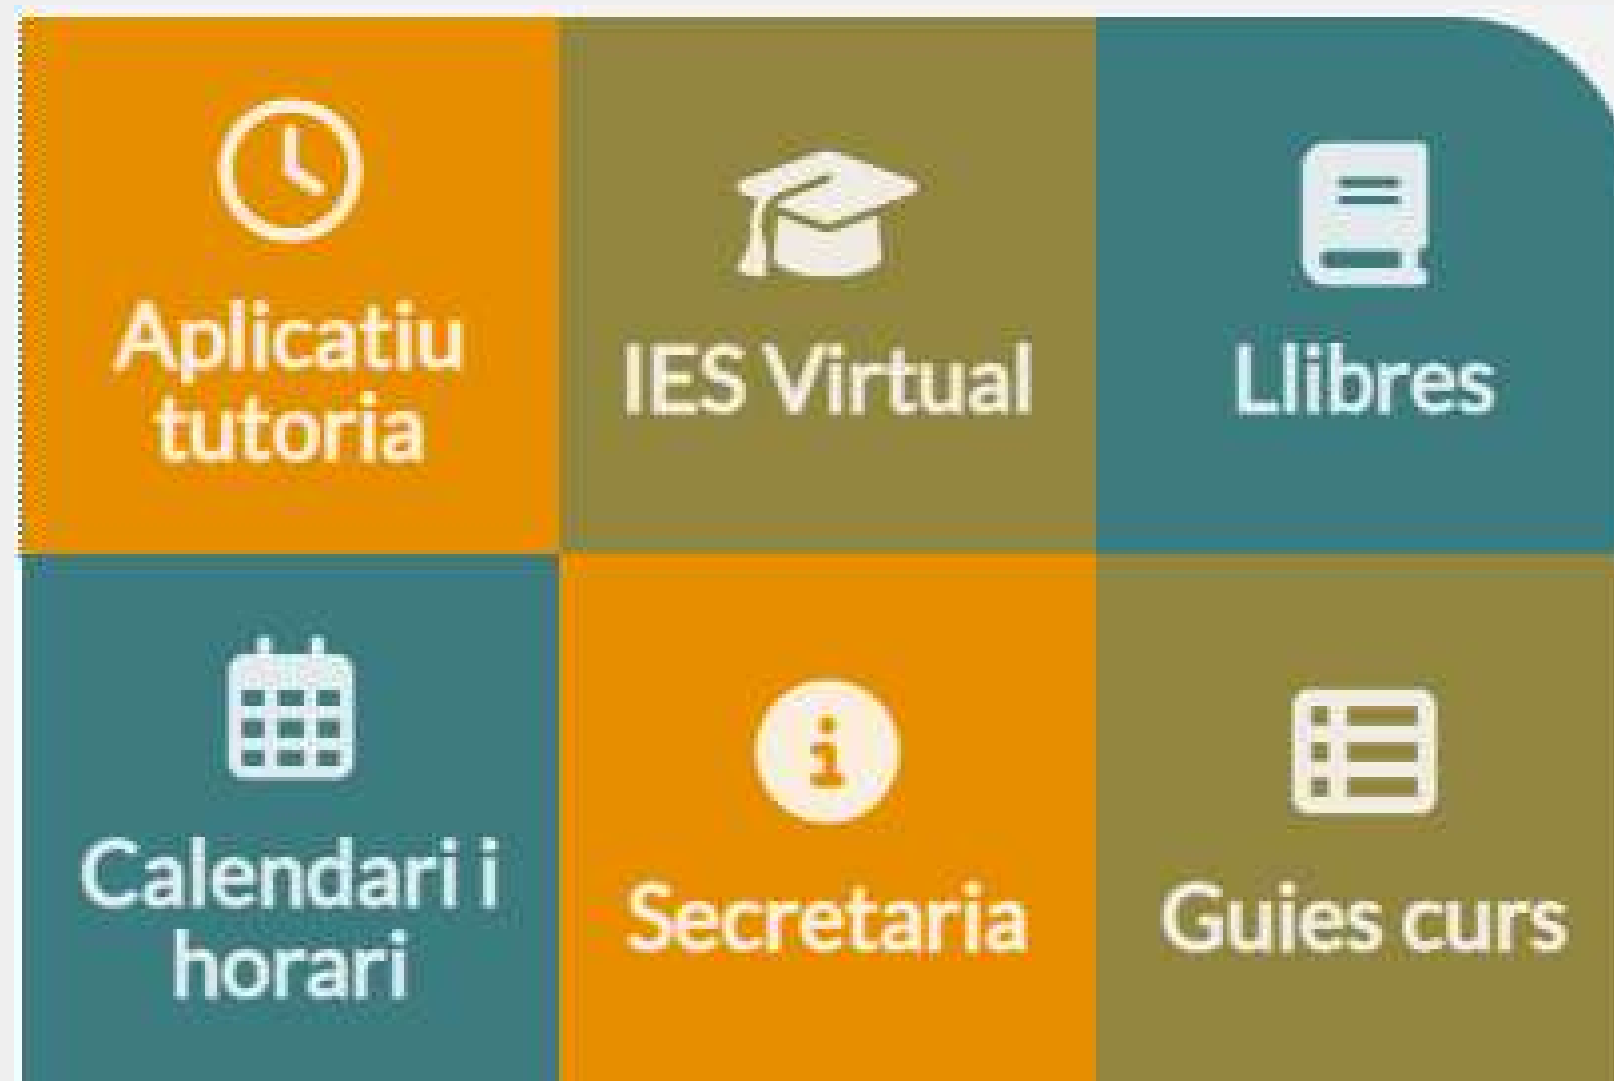 Aplicatiu
tutoria
IES Virtual
Llibres
Calendari i
horari
Secretaria
Guies curs